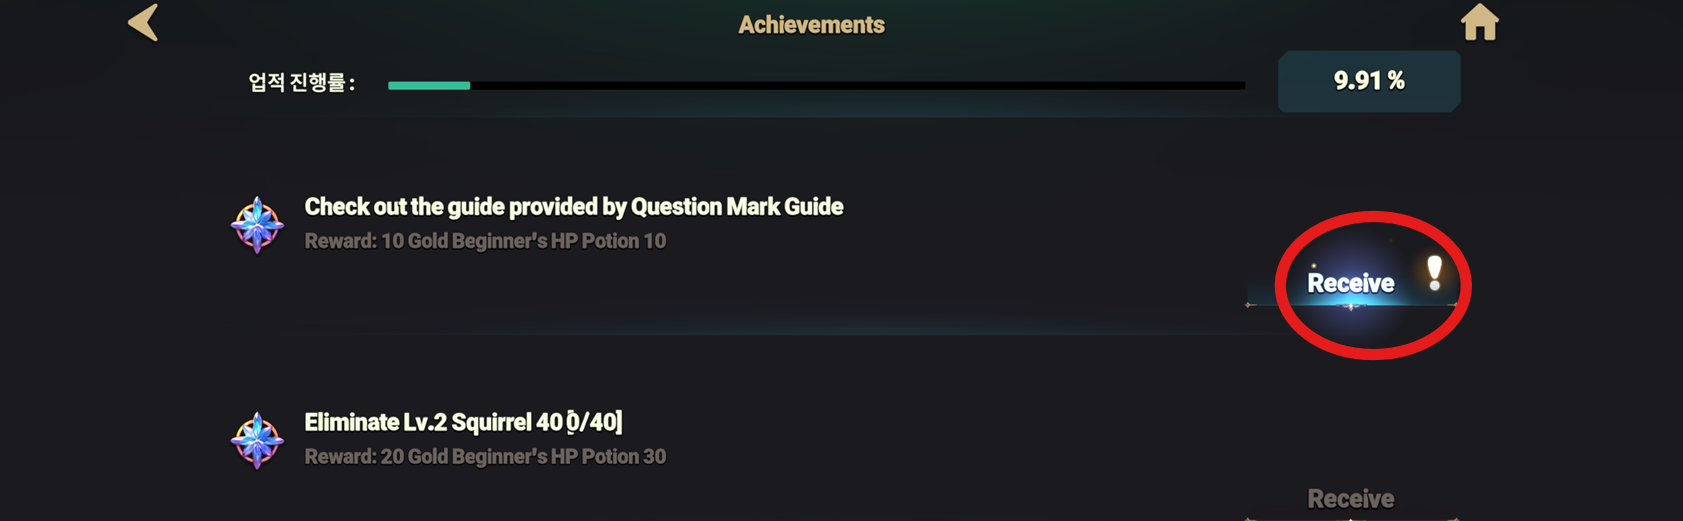 Achievements
업적 진행률 :
9.91 %
Check out the guide provided by Question Mark Guide
Reward: 10 Gold Beginner's HP Potion 10
Receive
Eliminate Lv.2 Squirrel 40 [0/40]
Reward: 20 Gold Beginner's HP Potion 30
Receive